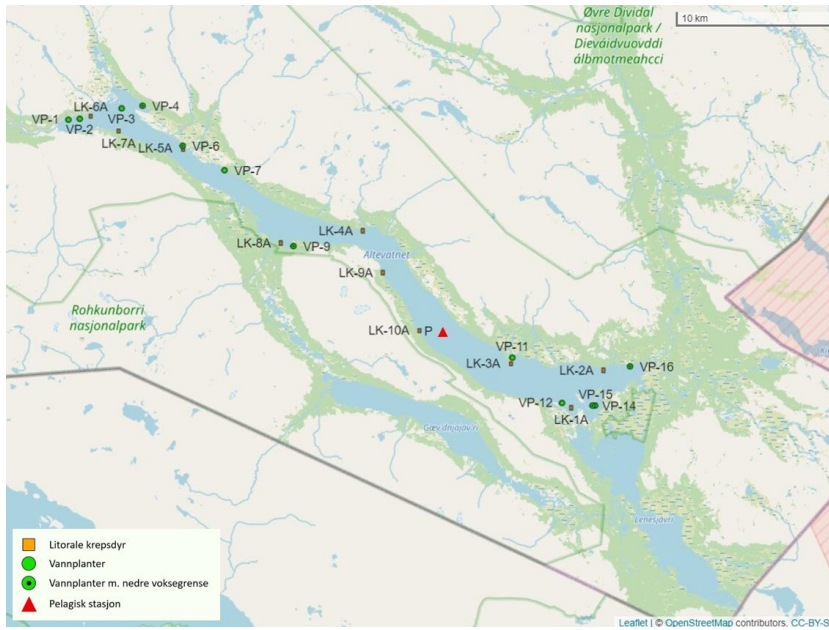 Øvre Dividal
nasjonalpark /
Dieváidvuovddi
álbmotmeahcci
10 km
LK-6A
VP-4
VP-1
VP-2
VP-3
LK-7A
LK-5A
VP-6
VP-7
LK-4A
LK-8A
VP-9
Altevatnet
LK-9A
Rohkunborri
nasjonalpark
LK-10A
P
VP-11
LK-3A
LK-2A
VP-16
VP-15
VP-12
VP-14
LK-1A
Lenesjávri
Litorale krepsdyr
Vannplanter
Vannplanter m. nedre voksegrense
Pelagisk stasjon
Leaflet | © OpenStreetMap contributors, CC-BY-S